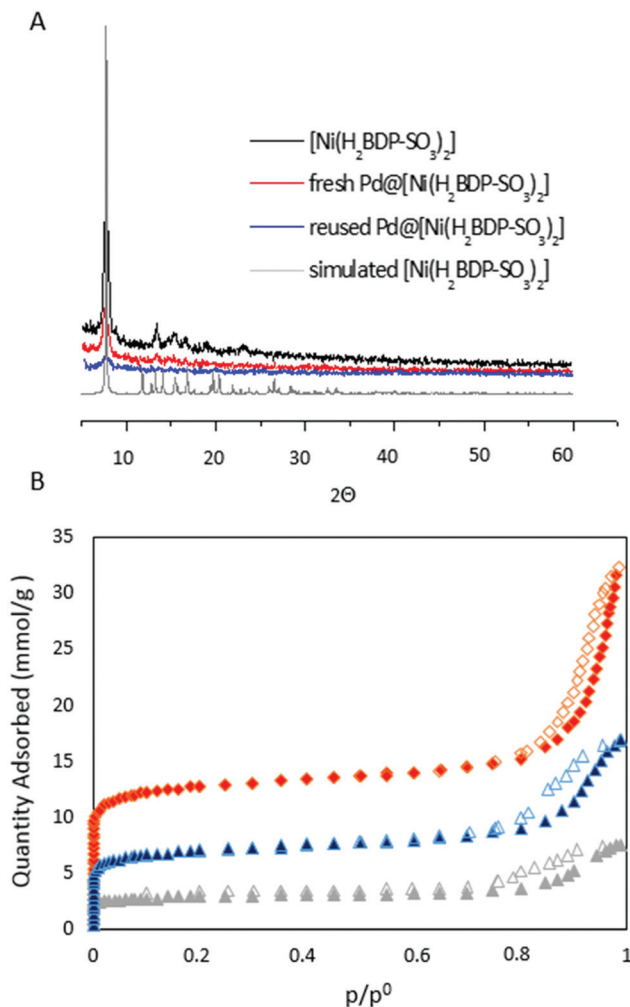 A
[Ni(H₂BDP-SO₃)₂]
fresh Pd@[Ni(H₂BDP-SO₃)₂]
reused Pd@[Ni(H₂BDP-SO₃)₂]
simulated [Ni(H₂BDP-SO₃)₂]
10 20 30 40 50 60
2Θ
B
35
30
25
20
15
10
5
0
Quantity Adsorbed (mmol/g )
0 0.2 0.4 0.6 0.8 1
p/p⁰